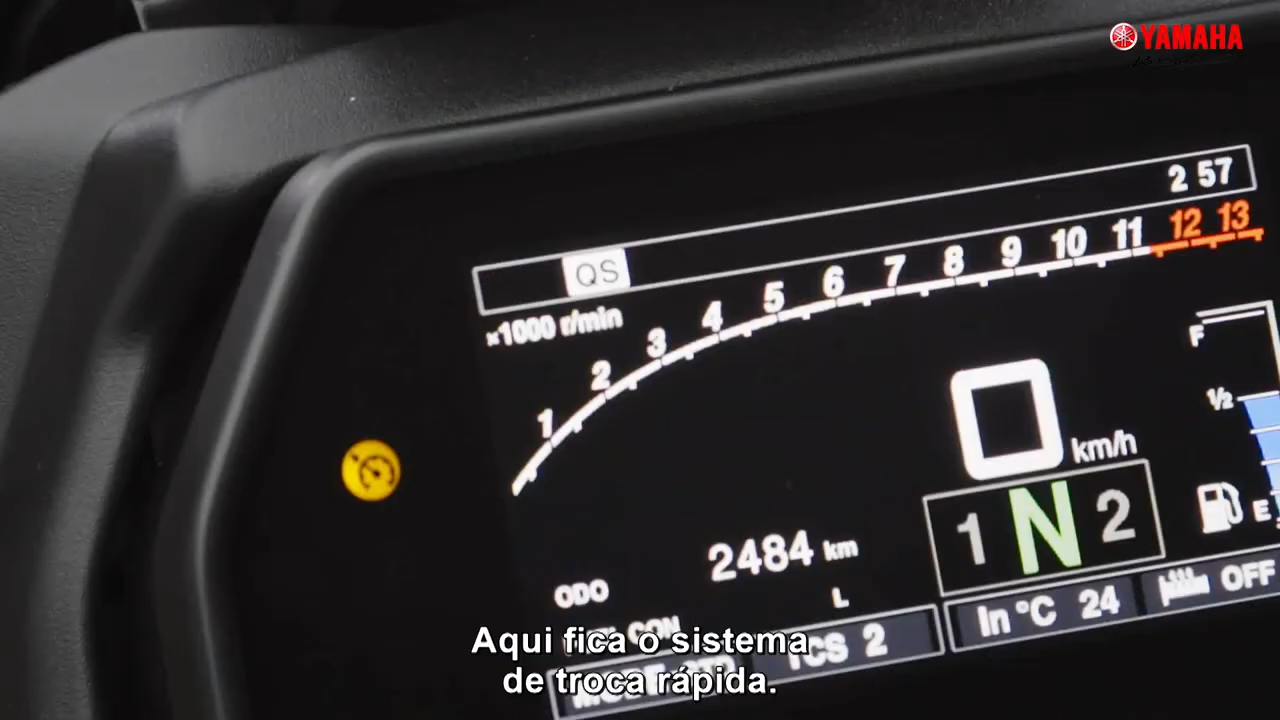 YAMAHA
2 57
QS
×1000 r/min
1 2 3 4 5 6 7 8 9 10 11 12 13
F
1/2
E
0 km/h
1 N 2
2484 km
ODO
L
CON
TCS 2
In °C 24
OFF
Aqui fica o sistema
de troca rápida.